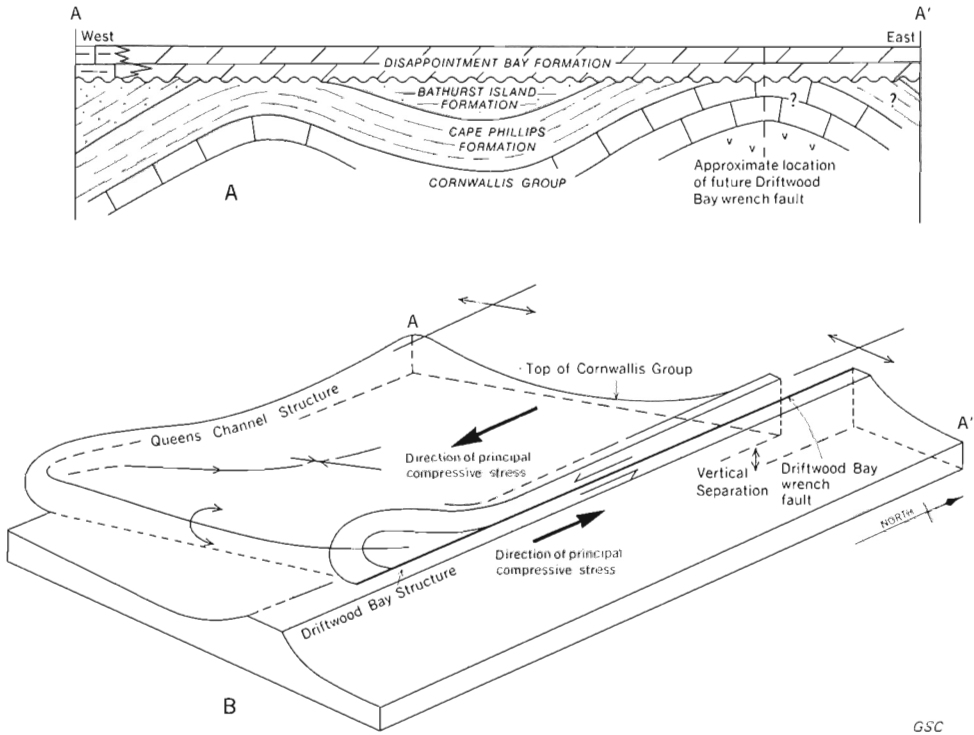 A
A'
West
East
DISAPPOINTMENT BAY FORMATION
BATHURST ISLAND
FORMATION
?
?
CAPE PHILLIPS
FORMATION
v v v v
A
CORNWALLIS GROUP
Approximate location
of future Driftwood
Bay wrench fault
A
Top of Cornwallis Group
A'
Queens Channel Structure
Direction of principal
compressive stress
Vertical
Separation
Driftwood Bay
wrench
fault
NORTH
Direction of principal
compressive stress
Driftwood Bay Structure
B
GSC